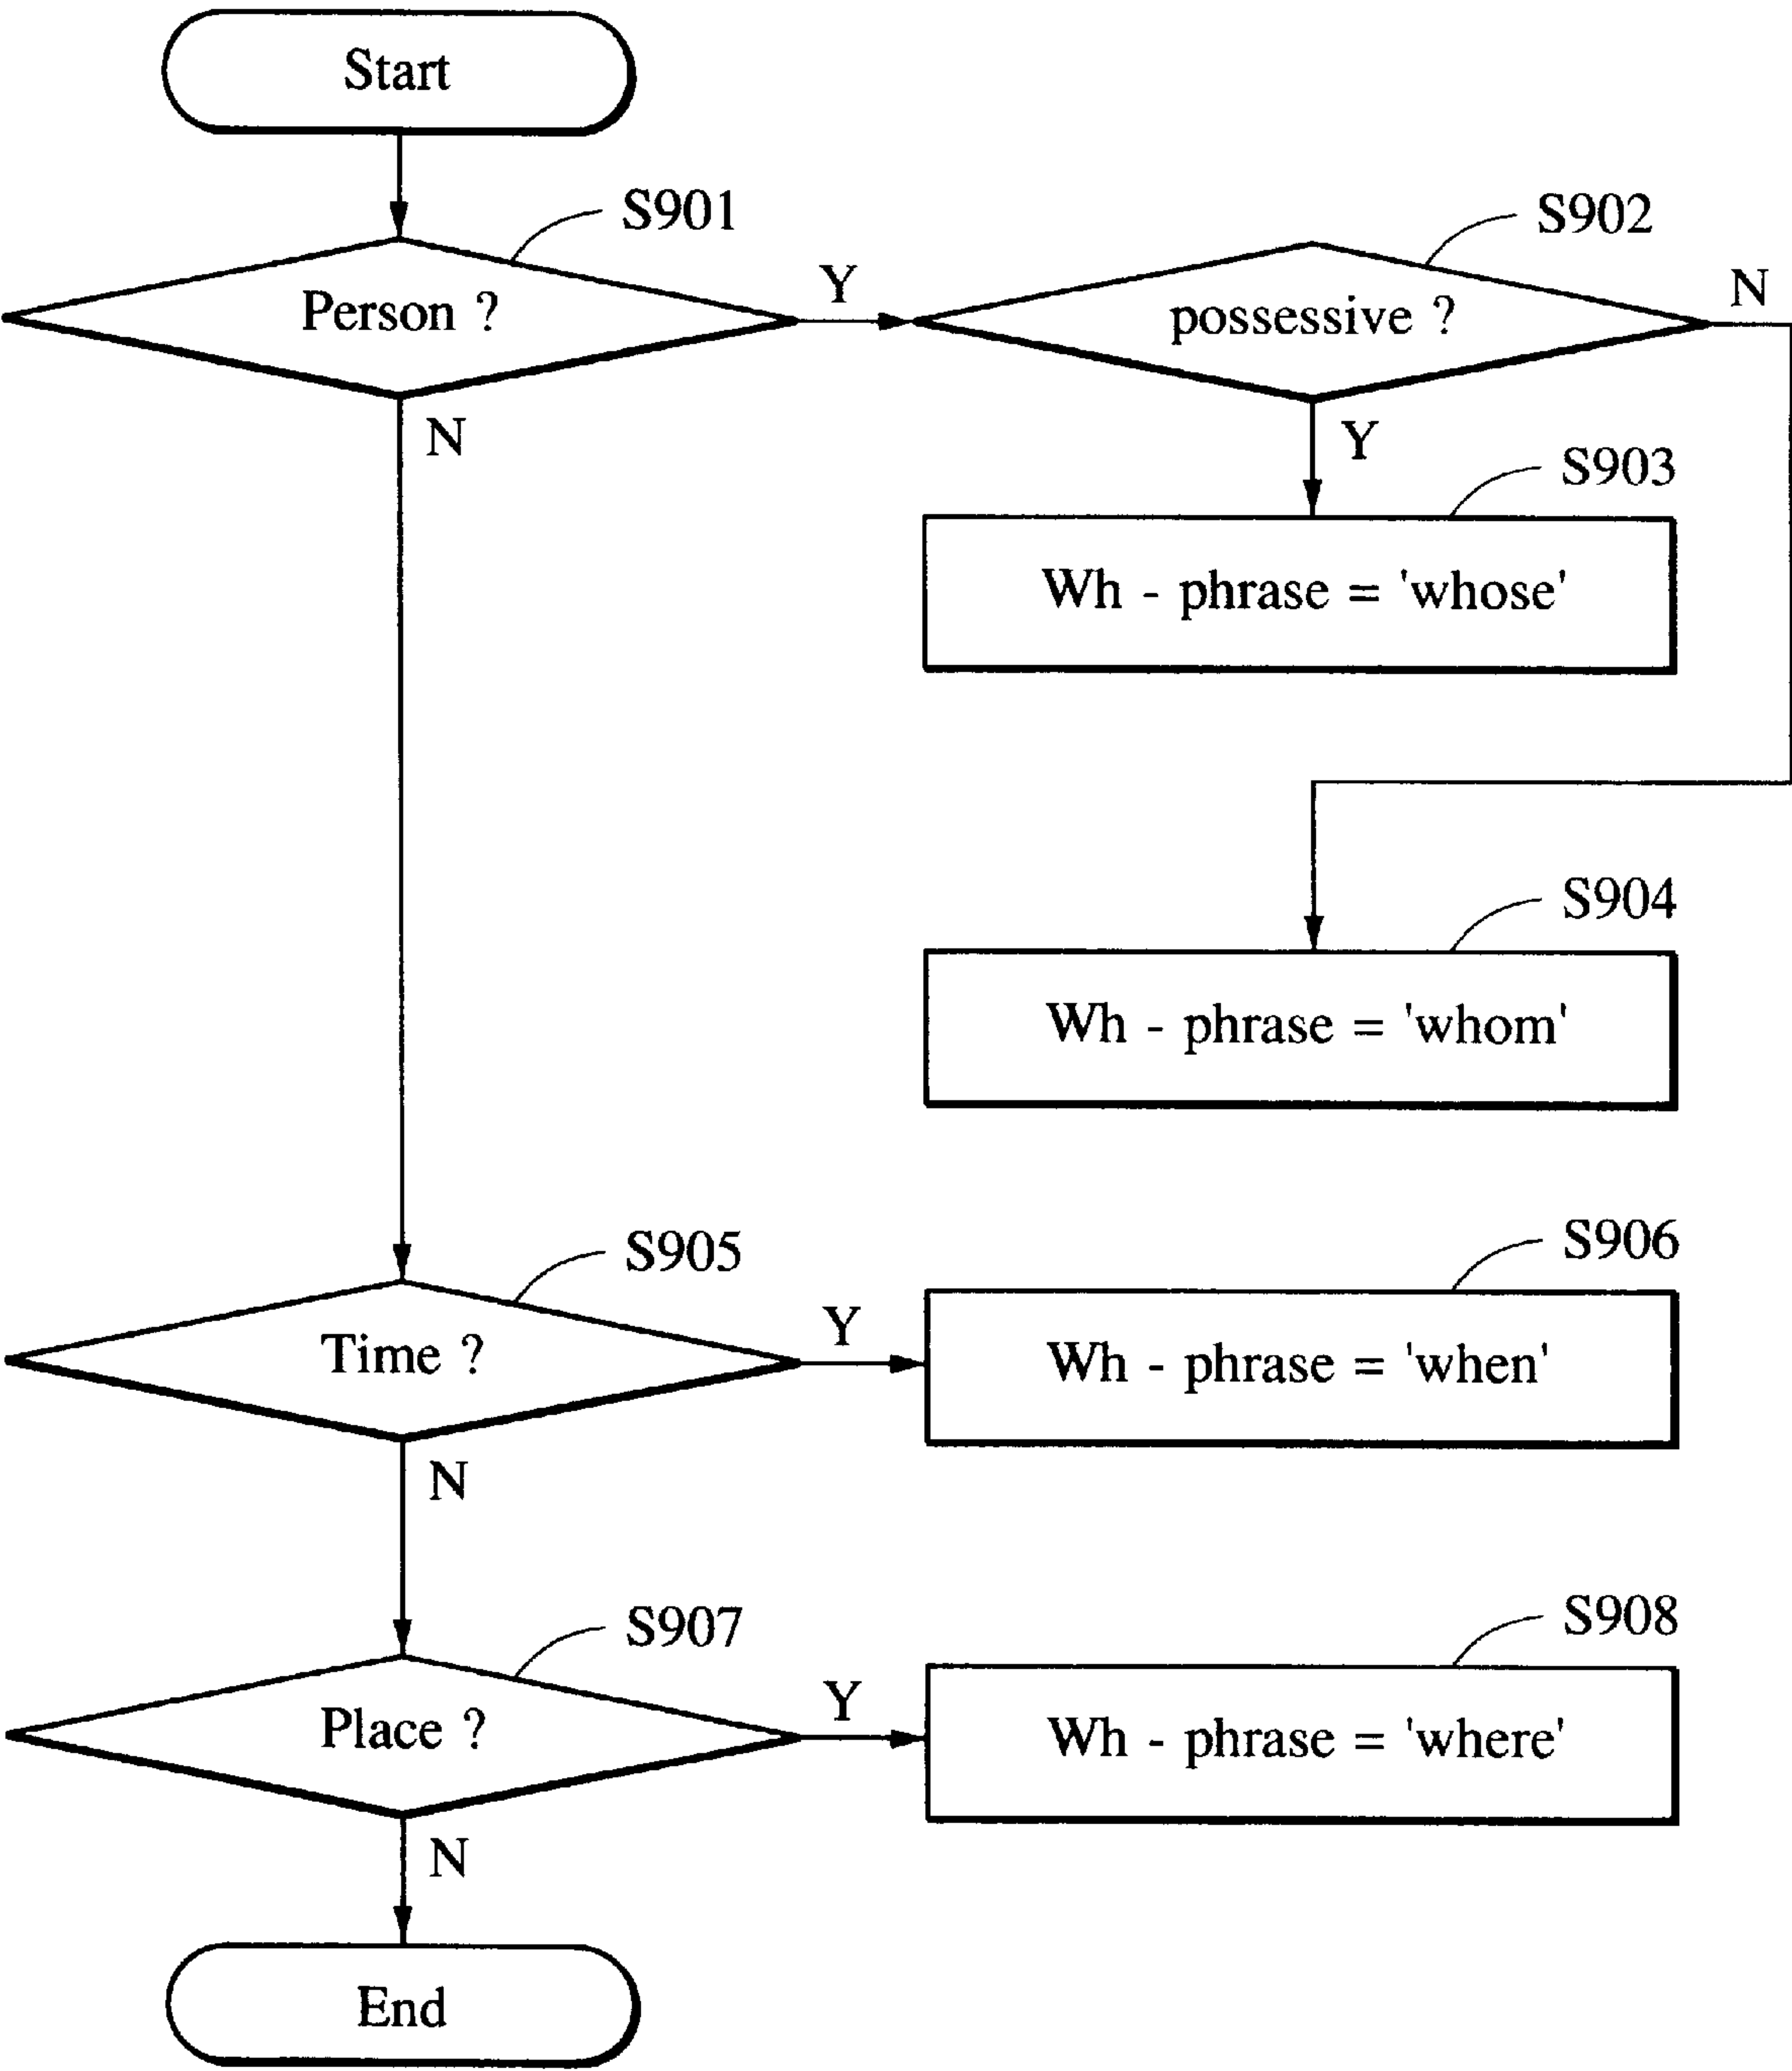 Start
S901
S902
Person ?
Y
possessive ?
N
N
Y
S903
Wh - phrase = 'whose'
S904
Wh - phrase = 'whom'
S905
S906
Time ?
Y
Wh - phrase = 'when'
N
S907
S908
Place ?
Y
Wh - phrase = 'where'
N
End